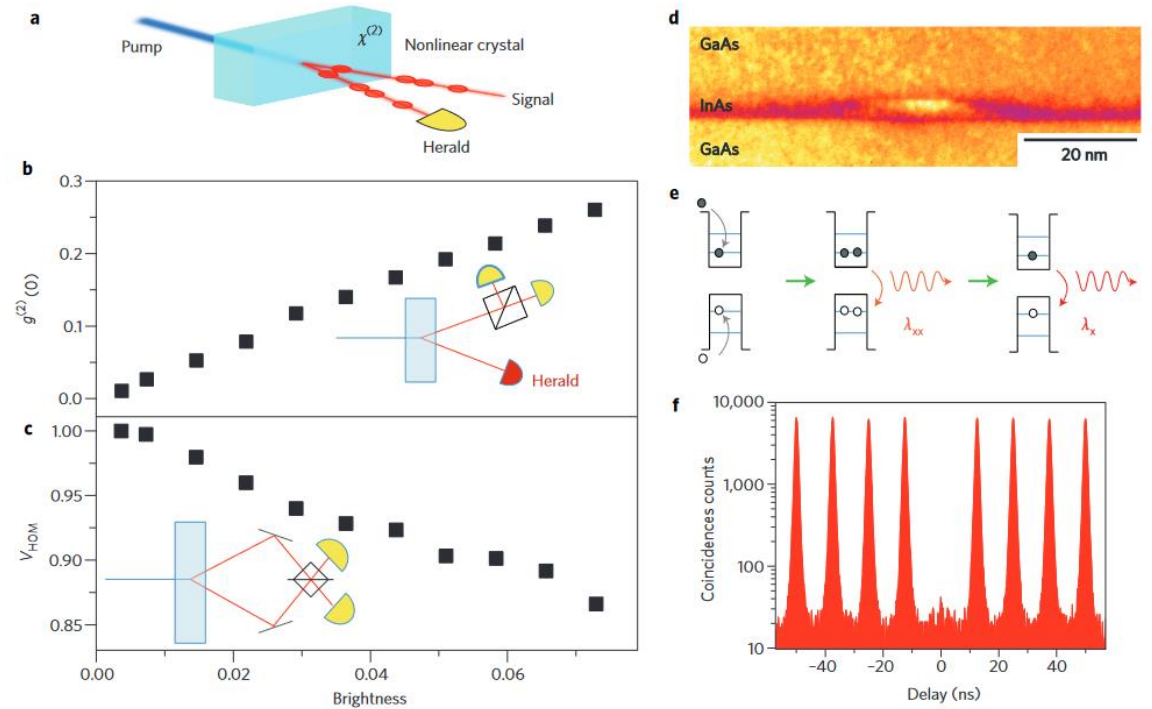 a
Pump
χ(2)
Nonlinear crystal
Signal
Herald
b
0.3
0.2
0.1
0.0
g(2)(0)
Herald
c
1.00
0.95
0.90
0.85
VHOM
0.00
0.02
0.04
0.06
Brightness
d
GaAs
InAs
GaAs
20 nm
e
λxx
λx
f
10,000
1,000
100
10
Coincidences counts
−40
−20
0
20
40
Delay (ns)